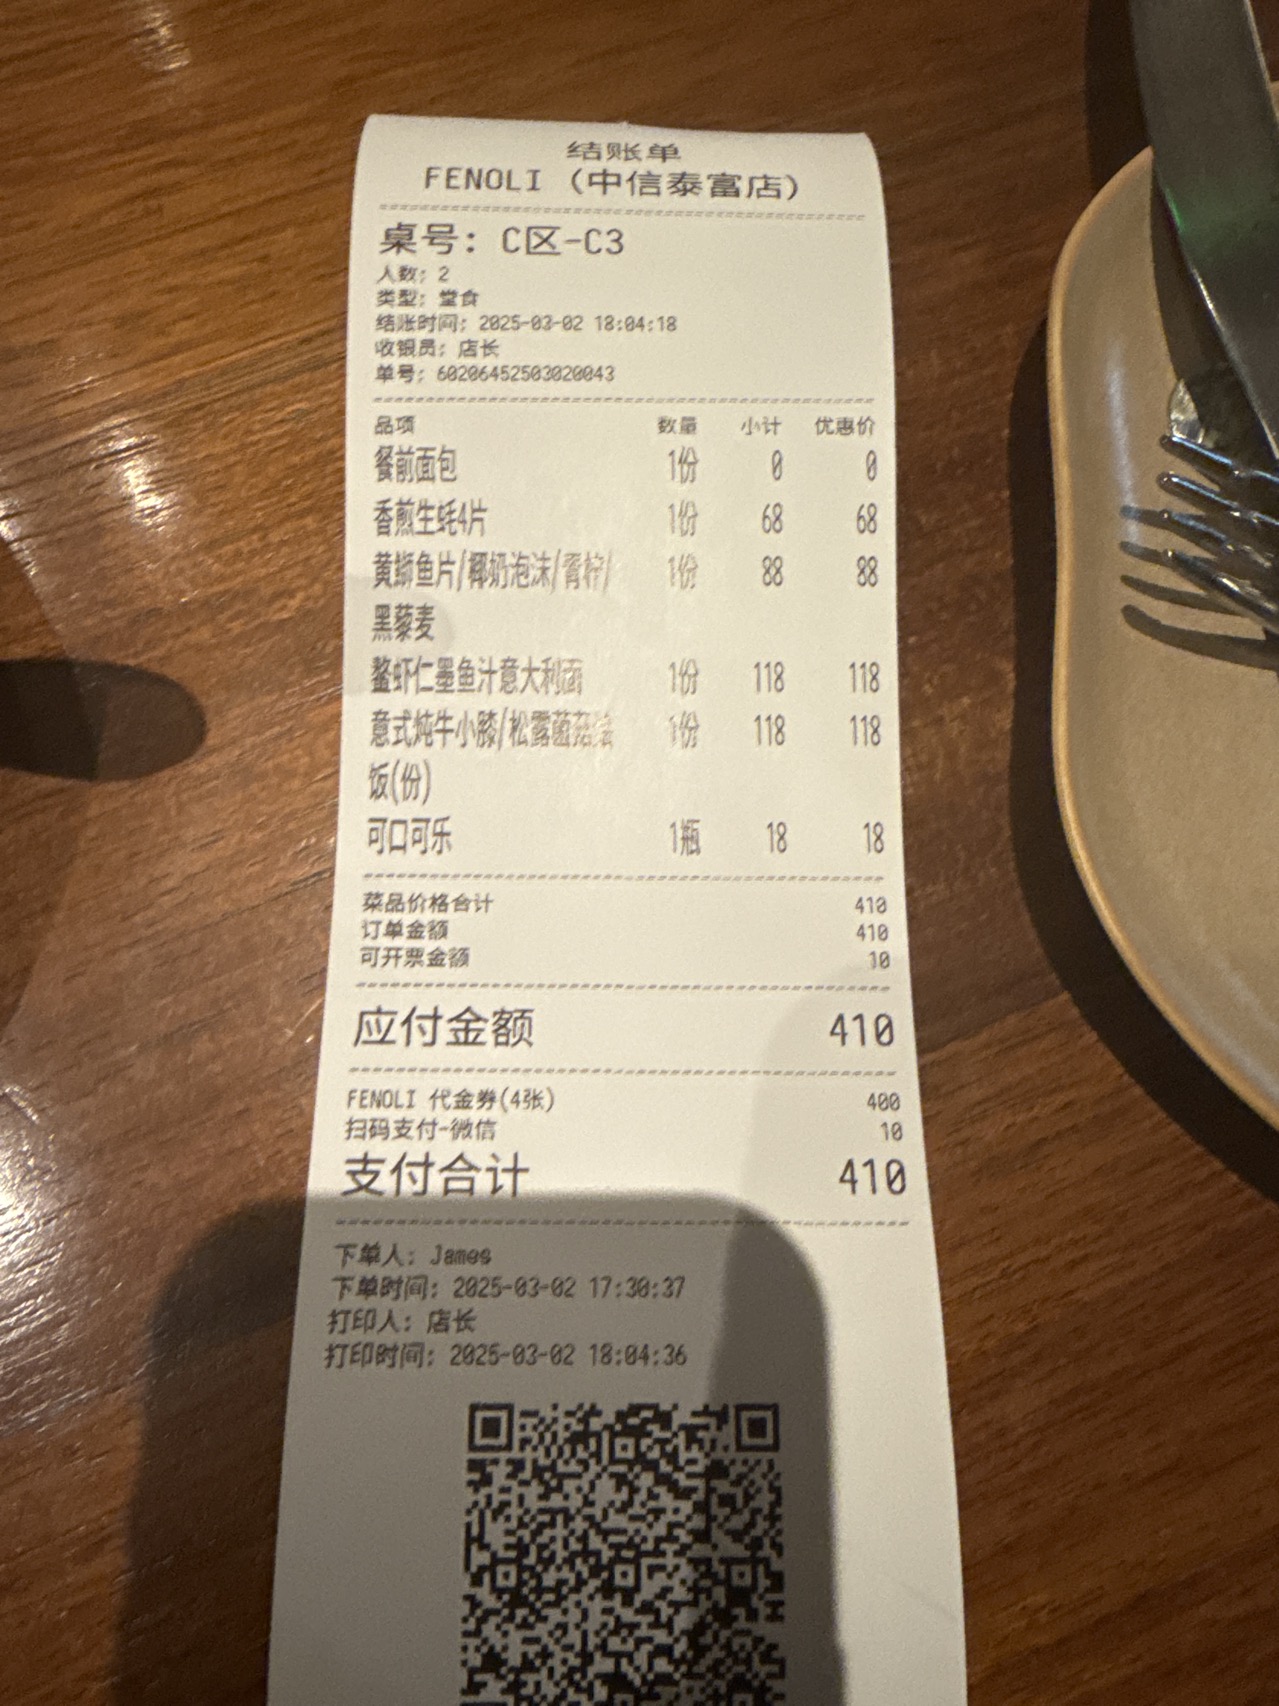 结账单
FENOLI (中信泰富店)
桌号: C区-C3
人数: 2
类型: 堂食
结账时间: 2025-03-02 18:04:18
收银员: 店长
单号: 602064525030200​43
品项 数量 小计 优惠价
餐前面包 1份 0 0
香煎生蚝4片 1份 68 68
黄鰤鱼片/椰奶泡沫/青柠/ 1份 88 88
黑藜麦
鳌虾仁墨鱼汁意大利面 1份 118 118
意式炖牛小膝/松露菌菇烩 1份 118 118
饭(份)
可口可乐 1瓶 18 18
菜品价格合计 410
订单金额 410
可开票金额 10
应付金额 410
FENOLI 代金券(4张) 400
扫码支付-微信 10
支付合计 410
下单人: James
下单时间: 2025-03-02 17:30:37
打印人: 店长
打印时间: 2025-03-02 18:04:36